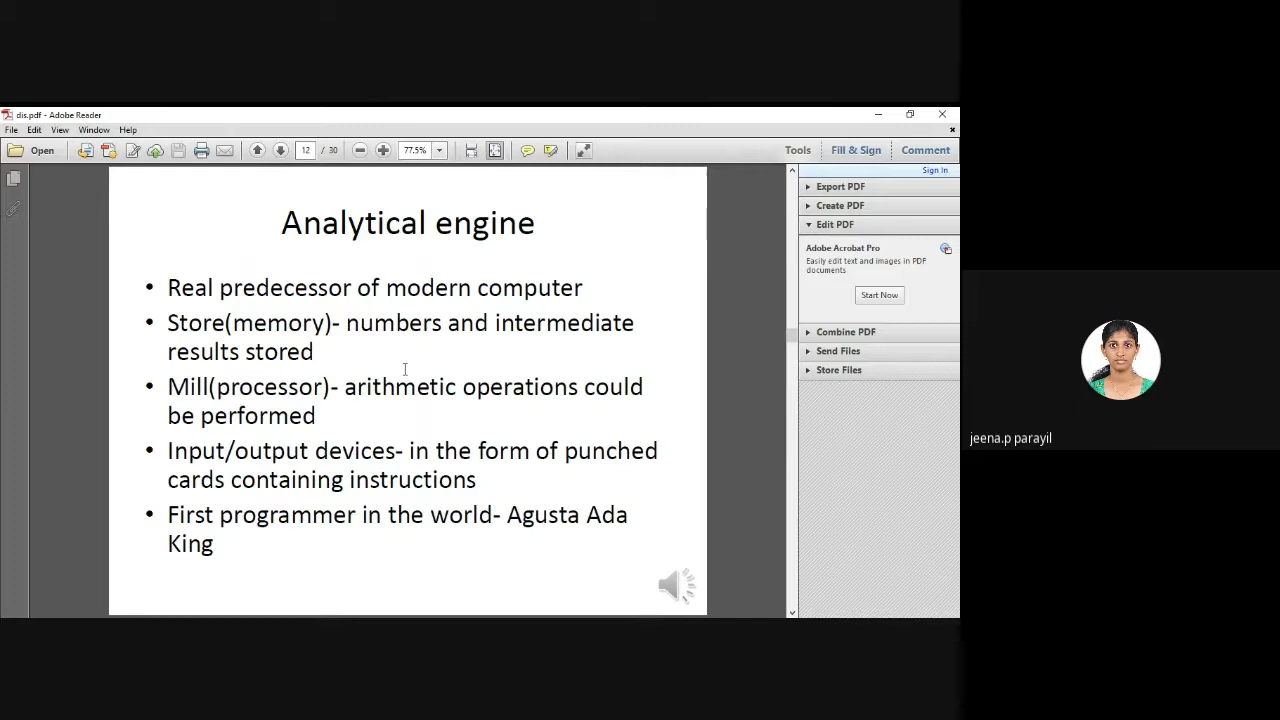 dis.pdf - Adobe Reader
File Edit View Window Help
Open 12 / 30 77.5% Tools Fill & Sign Comment
Sign In
Export PDF
Create PDF
Edit PDF
Adobe Acrobat Pro
Easily edit text and images in PDF
documents
Start Now
Combine PDF
Send Files
Store Files
Analytical engine
• Real predecessor of modern computer
• Store(memory)- numbers and intermediate
results stored
• Mill(processor)- arithmetic operations could
be performed
• Input/output devices- in the form of punched
cards containing instructions
• First programmer in the world- Agusta Ada
King
jeena.p parayil